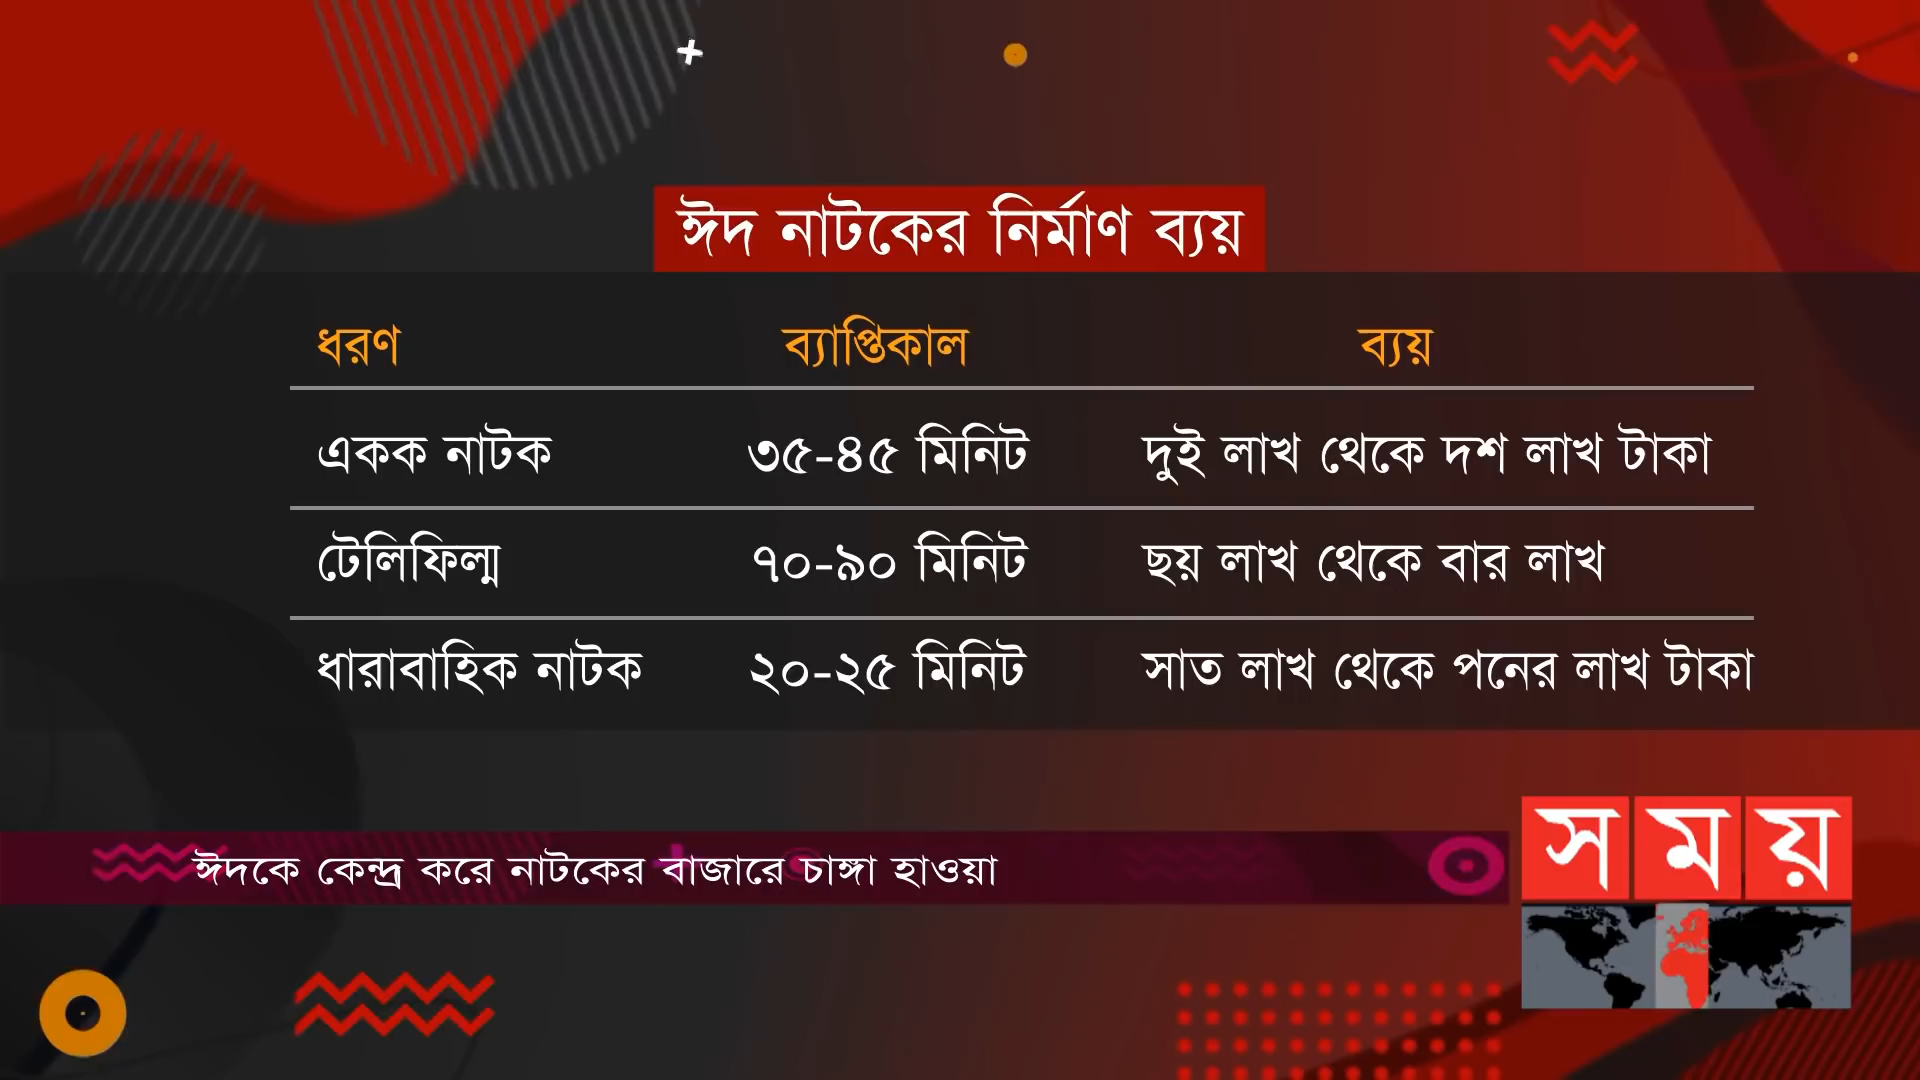 ঈদ নাটকের নির্মাণ ব্যয়
ধরণ ব্যাপ্তিকাল ব্যয়
একক নাটক ৩৫-৪৫ মিনিট দুই লাখ থেকে দশ লাখ টাকা
টেলিফিল্ম ৭০-৯০ মিনিট ছয় লাখ থেকে বার লাখ
ধারাবাহিক নাটক ২০-২৫ মিনিট সাত লাখ থেকে পনের লাখ টাকা
ঈদকে কেন্দ্র করে নাটকের বাজারে চাঙ্গা হাওয়া
সময়